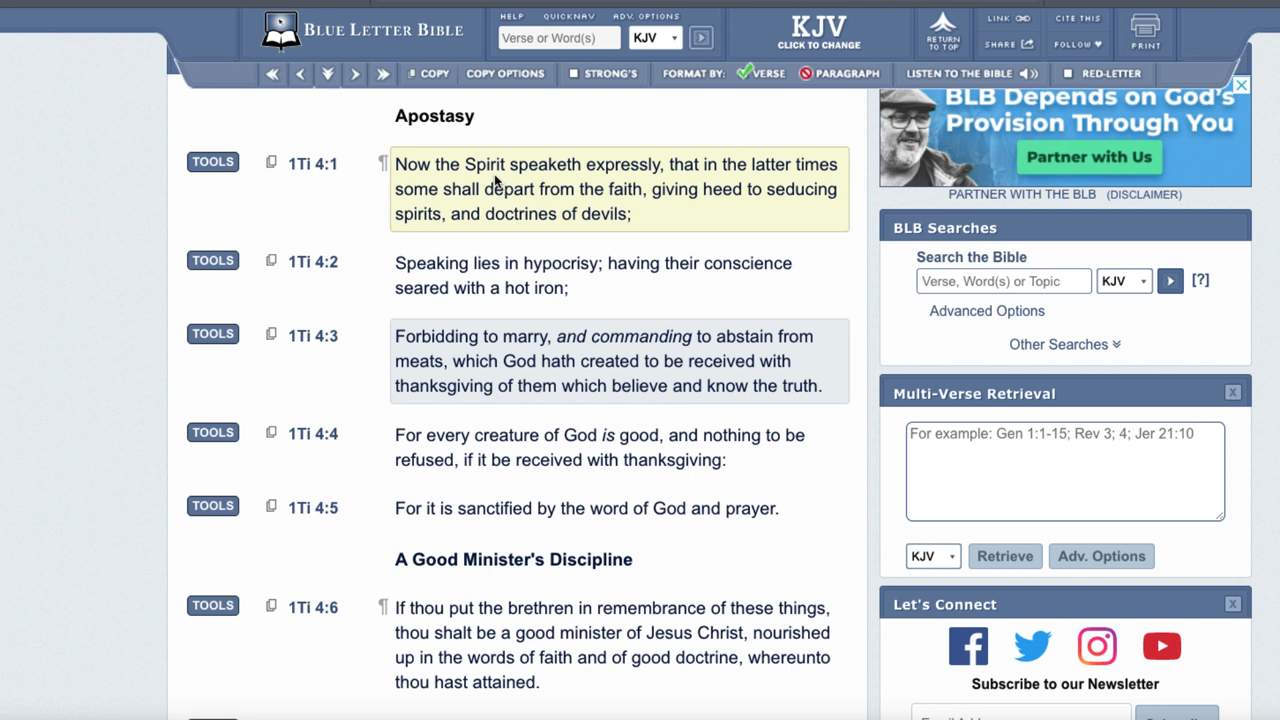 BLUE LETTER BIBLE
HELP QUICKNAV ADV. OPTIONS
Verse or Word(s) KJV
KJV
CLICK TO CHANGE
RETURN
TO TOP
LINK CITE THIS
SHARE FOLLOW
PRINT
COPY COPY OPTIONS STRONG'S FORMAT BY: VERSE PARAGRAPH LISTEN TO THE BIBLE RED-LETTER
Apostasy
TOOLS 1Ti 4:1 ¶ Now the Spirit speaketh expressly, that in the latter times
some shall depart from the faith, giving heed to seducing
spirits, and doctrines of devils;
TOOLS 1Ti 4:2 Speaking lies in hypocrisy; having their conscience
seared with a hot iron;
TOOLS 1Ti 4:3 Forbidding to marry, and commanding to abstain from
meats, which God hath created to be received with
thanksgiving of them which believe and know the truth.
TOOLS 1Ti 4:4 For every creature of God is good, and nothing to be
refused, if it be received with thanksgiving:
TOOLS 1Ti 4:5 For it is sanctified by the word of God and prayer.
A Good Minister's Discipline
TOOLS 1Ti 4:6 ¶ If thou put the brethren in remembrance of these things,
thou shalt be a good minister of Jesus Christ, nourished
up in the words of faith and of good doctrine, whereunto
thou hast attained.
BLB Depends on God's
Provision Through You
Partner with Us
PARTNER WITH THE BLB (DISCLAIMER)
BLB Searches
Search the Bible
Verse, Word(s) or Topic KJV [?]
Advanced Options
Other Searches
Multi-Verse Retrieval X
For example: Gen 1:1-15; Rev 3; 4; Jer 21:10
KJV Retrieve Adv. Options
Let's Connect X
Subscribe to our Newsletter